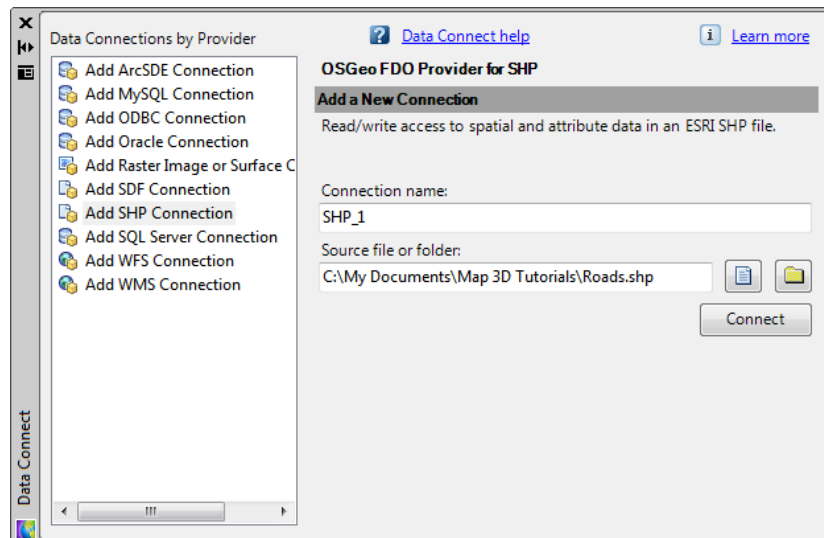 Data Connections by Provider
Add ArcSDE Connection
Add MySQL Connection
Add ODBC Connection
Add Oracle Connection
Add Raster Image or Surface C
Add SDF Connection
Add SHP Connection
Add SQL Server Connection
Add WFS Connection
Add WMS Connection
Data Connect help
Learn more
OSGeo FDO Provider for SHP
Add a New Connection
Read/write access to spatial and attribute data in an ESRI SHP file.
Connection name:
SHP_1
Source file or folder:
C:\My Documents\Map 3D Tutorials\Roads.shp
Connect
Data Connect